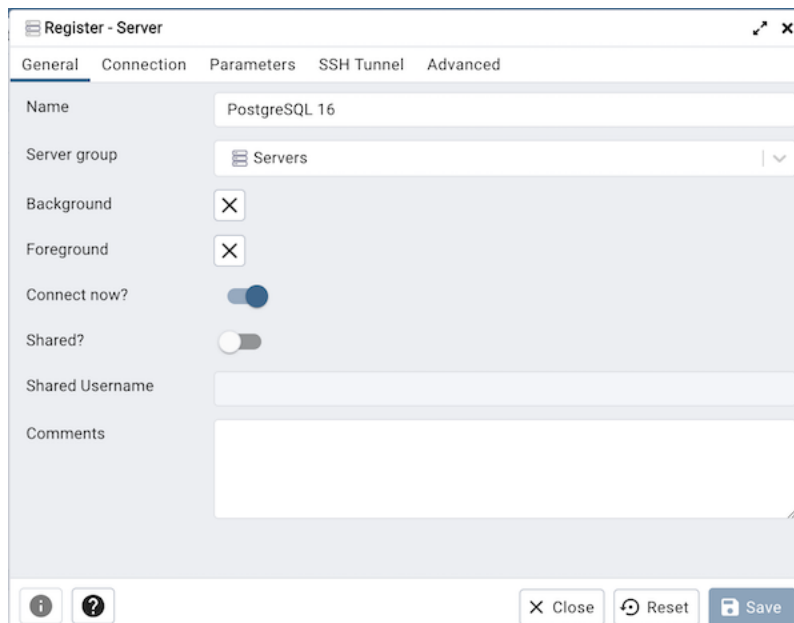 Register - Server
General Connection Parameters SSH Tunnel Advanced
Name PostgreSQL 16
Server group Servers
Background
Foreground
Connect now?
Shared?
Shared Username
Comments
Close Reset Save